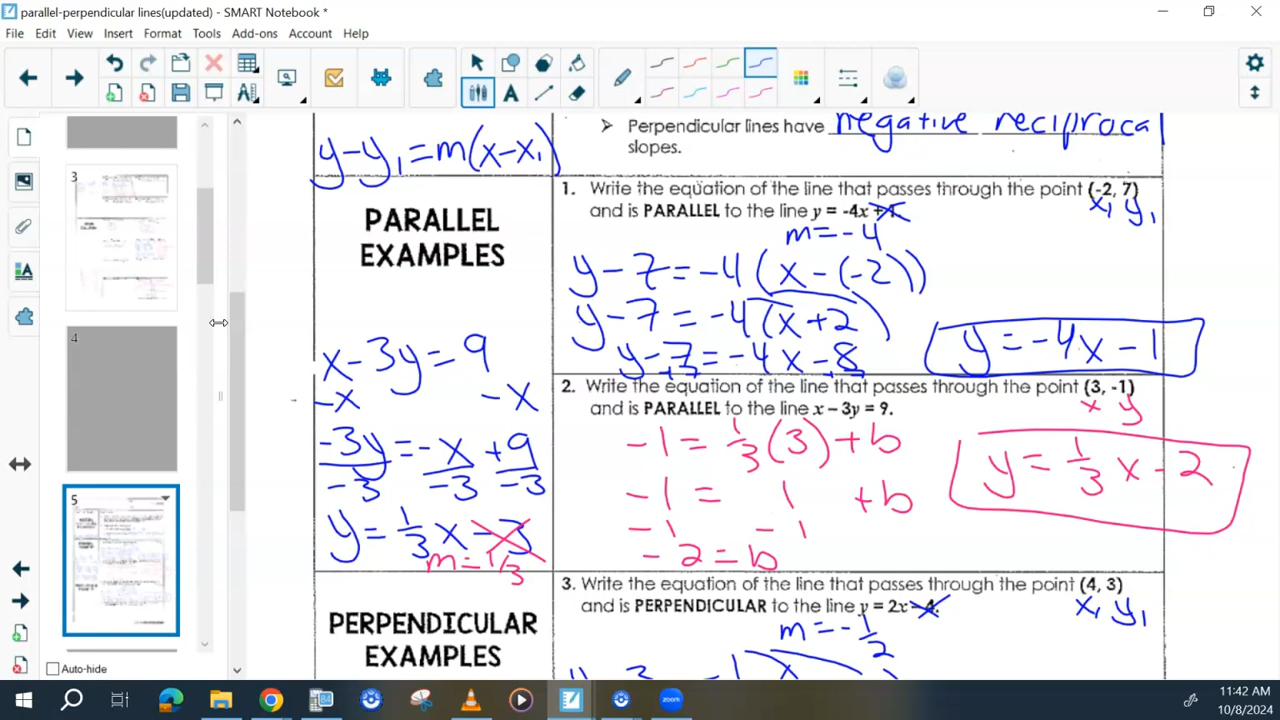 parallel-perpendicular lines(updated) - SMART Notebook *
File Edit View Insert Format Tools Add-ons Account Help
➤ Perpendicular lines have negative reciprocal
slopes.
y-y₁=m(x-x₁)
PARALLEL
EXAMPLES
1. Write the equation of the line that passes through the point (-2, 7)
and is PARALLEL to the line y = -4x +
x₁ y₁
m=-4
y-7=-4(x-(-2))
y-7=-4(x+2)
y-7=-4x-8
+7 +8
y=-4x-1
x-3y=9
-x -x
-3y=-x+9
-3 -3 -3
y=1/3x-3
m=1/3
2. Write the equation of the line that passes through the point (3, -1)
and is PARALLEL to the line x – 3y = 9.
x y
-1=1/3(3)+b
-1= 1 +b
-1 -1
-2=b
y=1/3x-2
PERPENDICULAR
EXAMPLES
3. Write the equation of the line that passes through the point (4, 3)
and is PERPENDICULAR to the line y = 2x -4.
x₁ y₁
m=-1/2
3
4
5
Auto-hide
11:42 AM
10/8/2024
zoom